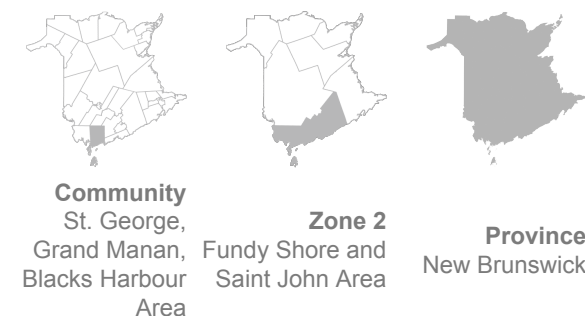 Community
St. George,
Grand Manan,
Blacks Harbour
Area
Zone 2
Fundy Shore and
Saint John Area
Province
New Brunswick